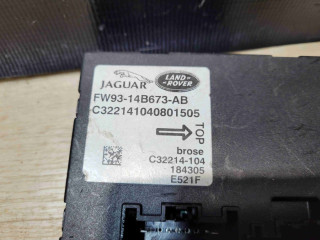 JAGUAR
LAND-
ROVER
FW93-14B673-AB
C322141040801505
TOP
brose
C32214-104
184305
E521F